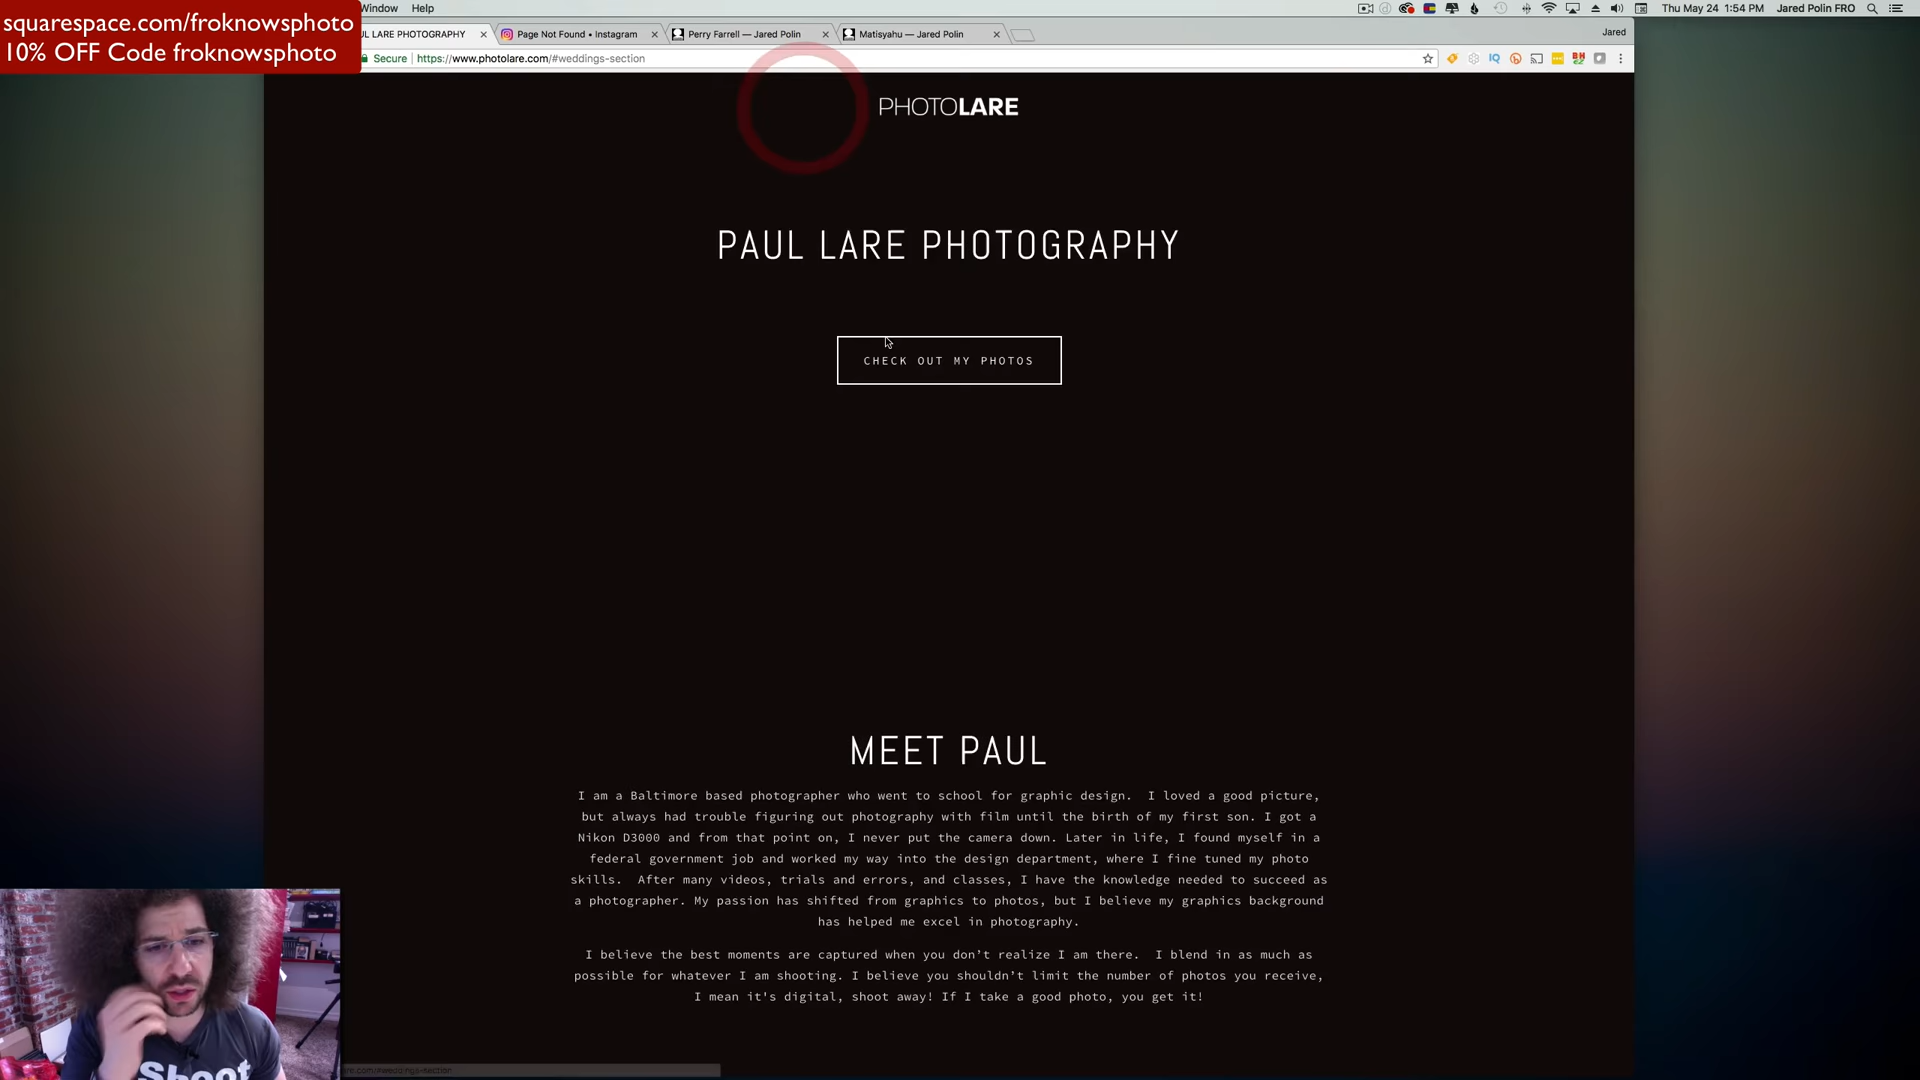 squarespace.com/froknowsphoto
10% OFF Code froknowsphoto
Window Help
Thu May 24 1:54 PM Jared Polin FRO
UL LARE PHOTOGRAPHY
Page Not Found • Instagram
Perry Farrell — Jared Polin
Matisyahu — Jared Polin
Jared
Secure https://www.photolare.com/#weddings-section
PHOTOLARE
PAUL LARE PHOTOGRAPHY
CHECK OUT MY PHOTOS
MEET PAUL
I am a Baltimore based photographer who went to school for graphic design. I loved a good picture,
but always had trouble figuring out photography with film until the birth of my first son. I got a
Nikon D3000 and from that point on, I never put the camera down. Later in life, I found myself in a
federal government job and worked my way into the design department, where I fine tuned my photo
skills. After many videos, trials and errors, and classes, I have the knowledge needed to succeed as
a photographer. My passion has shifted from graphics to photos, but I believe my graphics background
has helped me excel in photography.
I believe the best moments are captured when you don’t realize I am there. I blend in as much as
possible for whatever I am shooting. I believe you shouldn’t limit the number of photos you receive,
I mean it's digital, shoot away! If I take a good photo, you get it!
Shoot